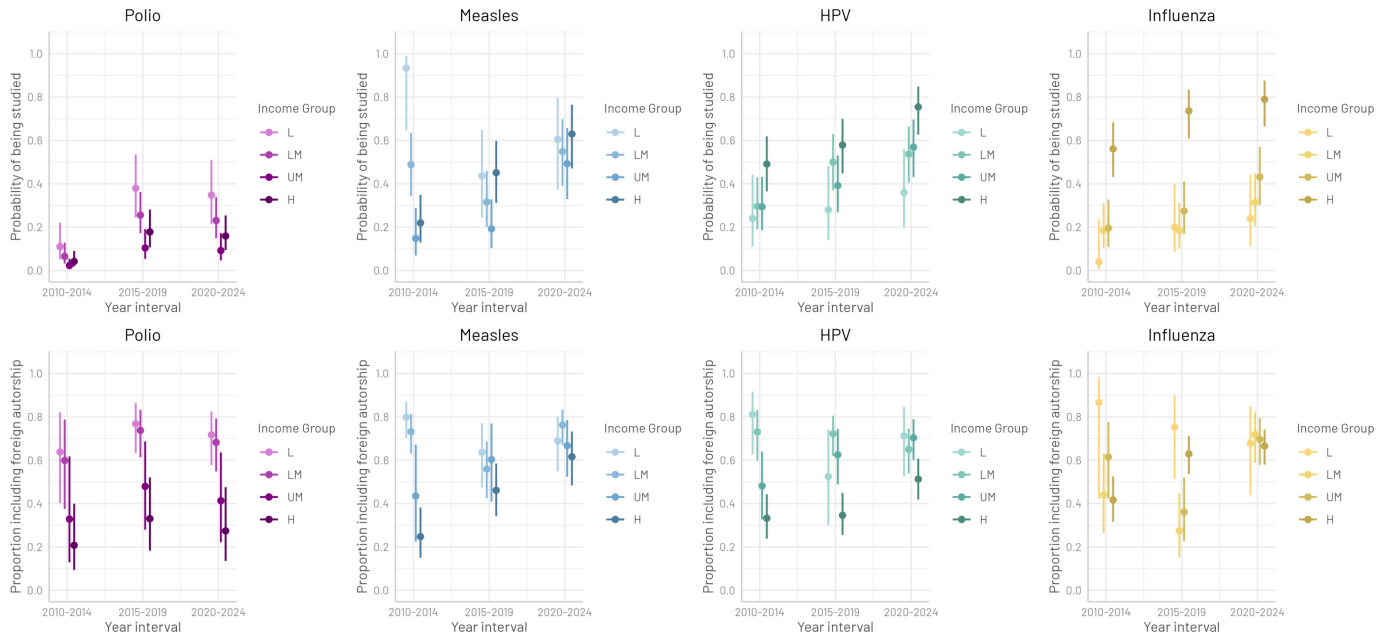 Polio
Measles
HPV
Influenza
Probability of being studied
1.0
0.8
0.6
0.4
0.2
0.0
2010–2014
2015–2019
2020–2024
Year interval
Income Group
L
LM
UM
H
Probability of being studied
1.0
0.8
0.6
0.4
0.2
0.0
2010–2014
2015–2019
2020–2024
Year interval
Income Group
L
LM
UM
H
Probability of being studied
1.0
0.8
0.6
0.4
0.2
0.0
2010–2014
2015–2019
2020–2024
Year interval
Income Group
L
LM
UM
H
Probability of being studied
1.0
0.8
0.6
0.4
0.2
0.0
2010–2014
2015–2019
2020–2024
Year interval
Income Group
L
LM
UM
H
Polio
Measles
HPV
Influenza
Proportion including foreign autorship
1.0
0.8
0.6
0.4
0.2
0.0
2010–2014
2015–2019
2020–2024
Year interval
Income Group
L
LM
UM
H
Proportion including foreign autorship
1.0
0.8
0.6
0.4
0.2
0.0
2010–2014
2015–2019
2020–2024
Year interval
Income Group
L
LM
UM
H
Proportion including foreign autorship
1.0
0.8
0.6
0.4
0.2
0.0
2010–2014
2015–2019
2020–2024
Year interval
Income Group
L
LM
UM
H
Proportion including foreign autorship
1.0
0.8
0.6
0.4
0.2
0.0
2010–2014
2015–2019
2020–2024
Year interval
Income Group
L
LM
UM
H